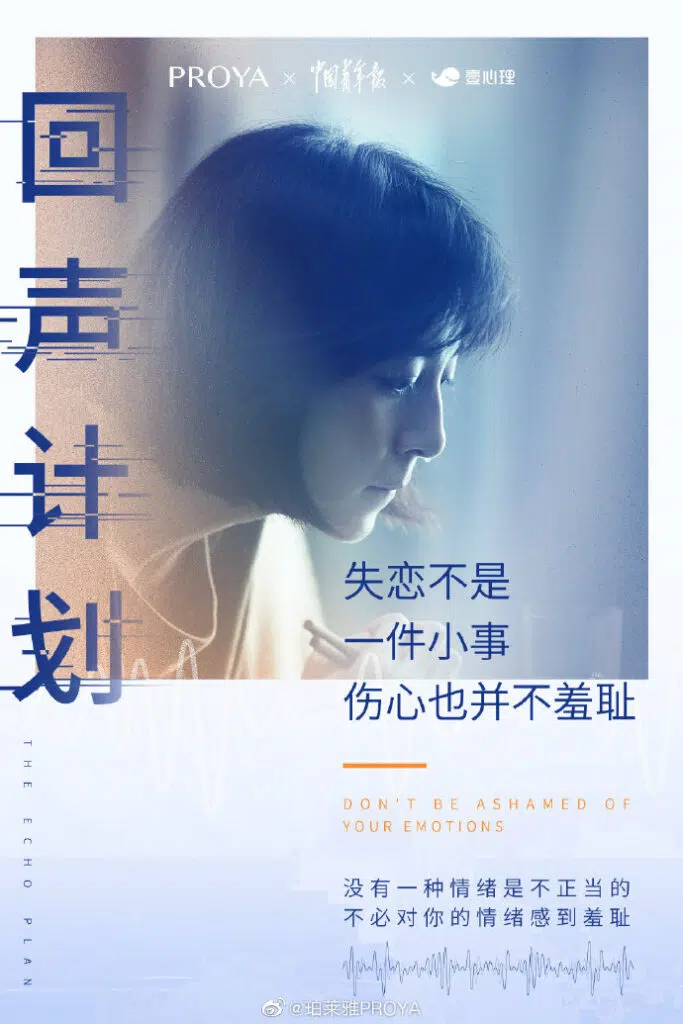 PROYA × 中国青年报 × 壹心理
回声计划
THE ECHO PLAN
失恋不是
一件小事
伤心也并不羞耻
DON'T BE ASHAMED OF
YOUR EMOTIONS
没有一种情绪是不正当的
不必对你的情绪感到羞耻
@珀莱雅PROYA